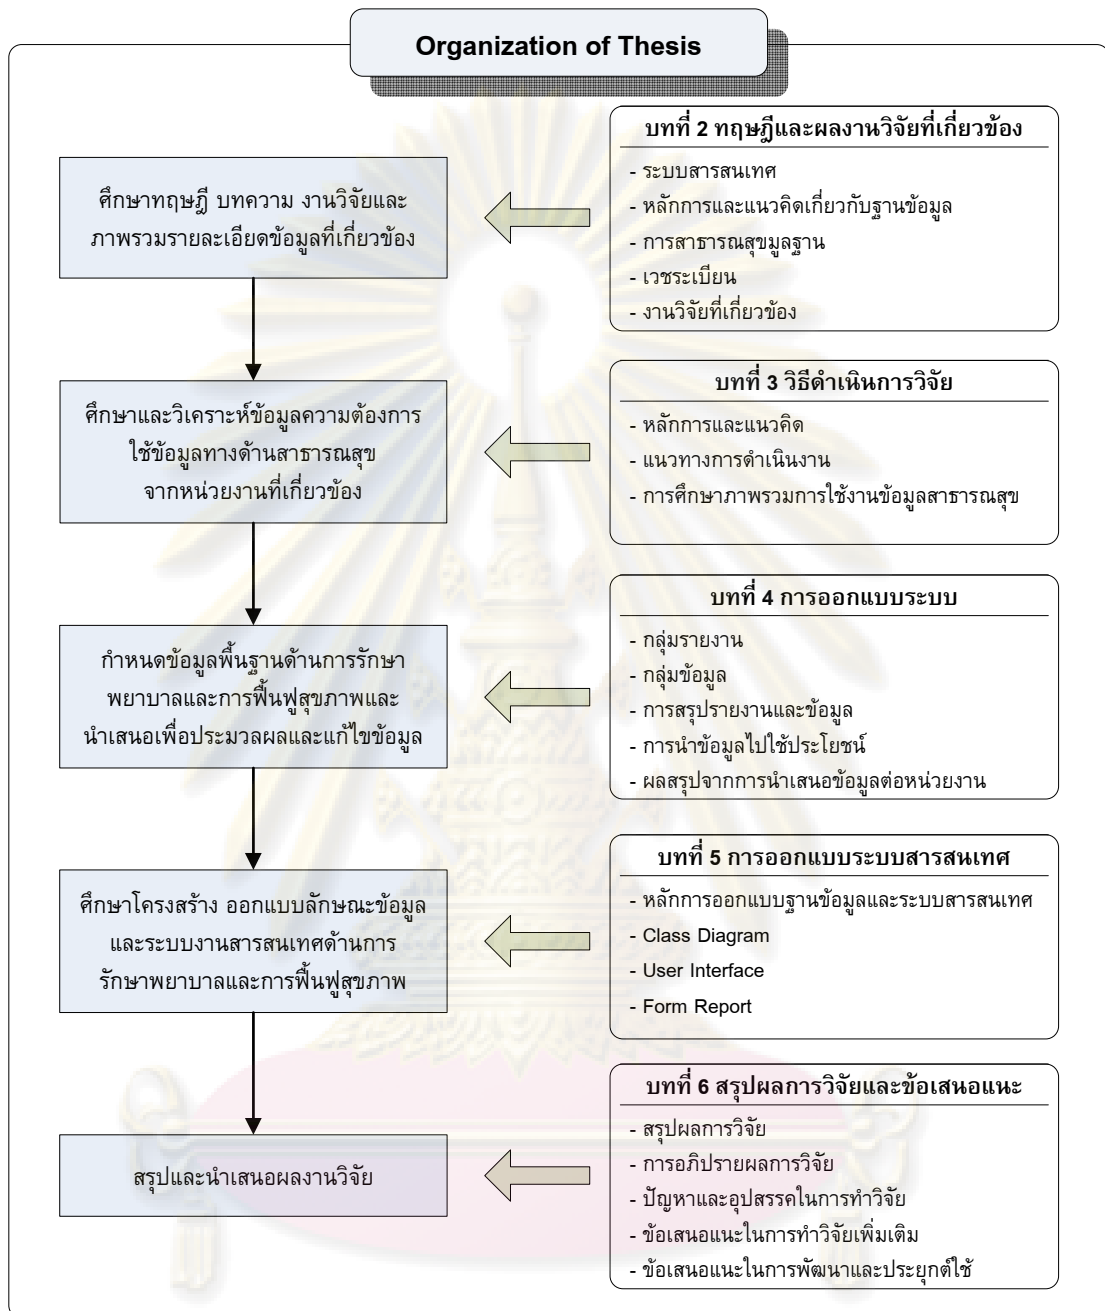 Organization of Thesis
ศึกษาทฤษฎี บทความ งานวิจัยและ
ภาพรวมรายละเอียดข้อมูลที่เกี่ยวข้อง
บทที่ 2 ทฤษฎีและผลงานวิจัยที่เกี่ยวข้อง
- ระบบสารสนเทศ
- หลักการและแนวคิดเกี่ยวกับฐานข้อมูล
- การสาธารณสุขมูลฐาน
- เวชระเบียน
- งานวิจัยที่เกี่ยวข้อง
ศึกษาและวิเคราะห์ข้อมูลความต้องการ
ใช้ข้อมูลทางด้านสาธารณสุข
จากหน่วยงานที่เกี่ยวข้อง
บทที่ 3 วิธีดำเนินการวิจัย
- หลักการและแนวคิด
- แนวทางการดำเนินงาน
- การศึกษาภาพรวมการใช้งานข้อมูลสาธารณสุข
กำหนดข้อมูลพื้นฐานด้านการรักษา
พยาบาลและการฟื้นฟูสุขภาพและ
นำเสนอเพื่อประมวลผลและแก้ไขข้อมูล
บทที่ 4 การออกแบบระบบ
- กลุ่มรายงาน
- กลุ่มข้อมูล
- การสรุปรายงานและข้อมูล
- การนำข้อมูลไปใช้ประโยชน์
- ผลสรุปจากการนำเสนอข้อมูลต่อหน่วยงาน
ศึกษาโครงสร้าง ออกแบบลักษณะข้อมูล
และระบบงานสารสนเทศด้านการ
รักษาพยาบาลและการฟื้นฟูสุขภาพ
บทที่ 5 การออกแบบระบบสารสนเทศ
- หลักการออกแบบฐานข้อมูลและระบบสารสนเทศ
- Class Diagram
- User Interface
- Form Report
สรุปและนำเสนอผลงานวิจัย
บทที่ 6 สรุปผลการวิจัยและข้อเสนอแนะ
- สรุปผลการวิจัย
- การอภิปรายผลการวิจัย
- ปัญหาและอุปสรรคในการทำวิจัย
- ข้อเสนอแนะในการทำวิจัยเพิ่มเติม
- ข้อเสนอแนะในการพัฒนาและประยุกต์ใช้